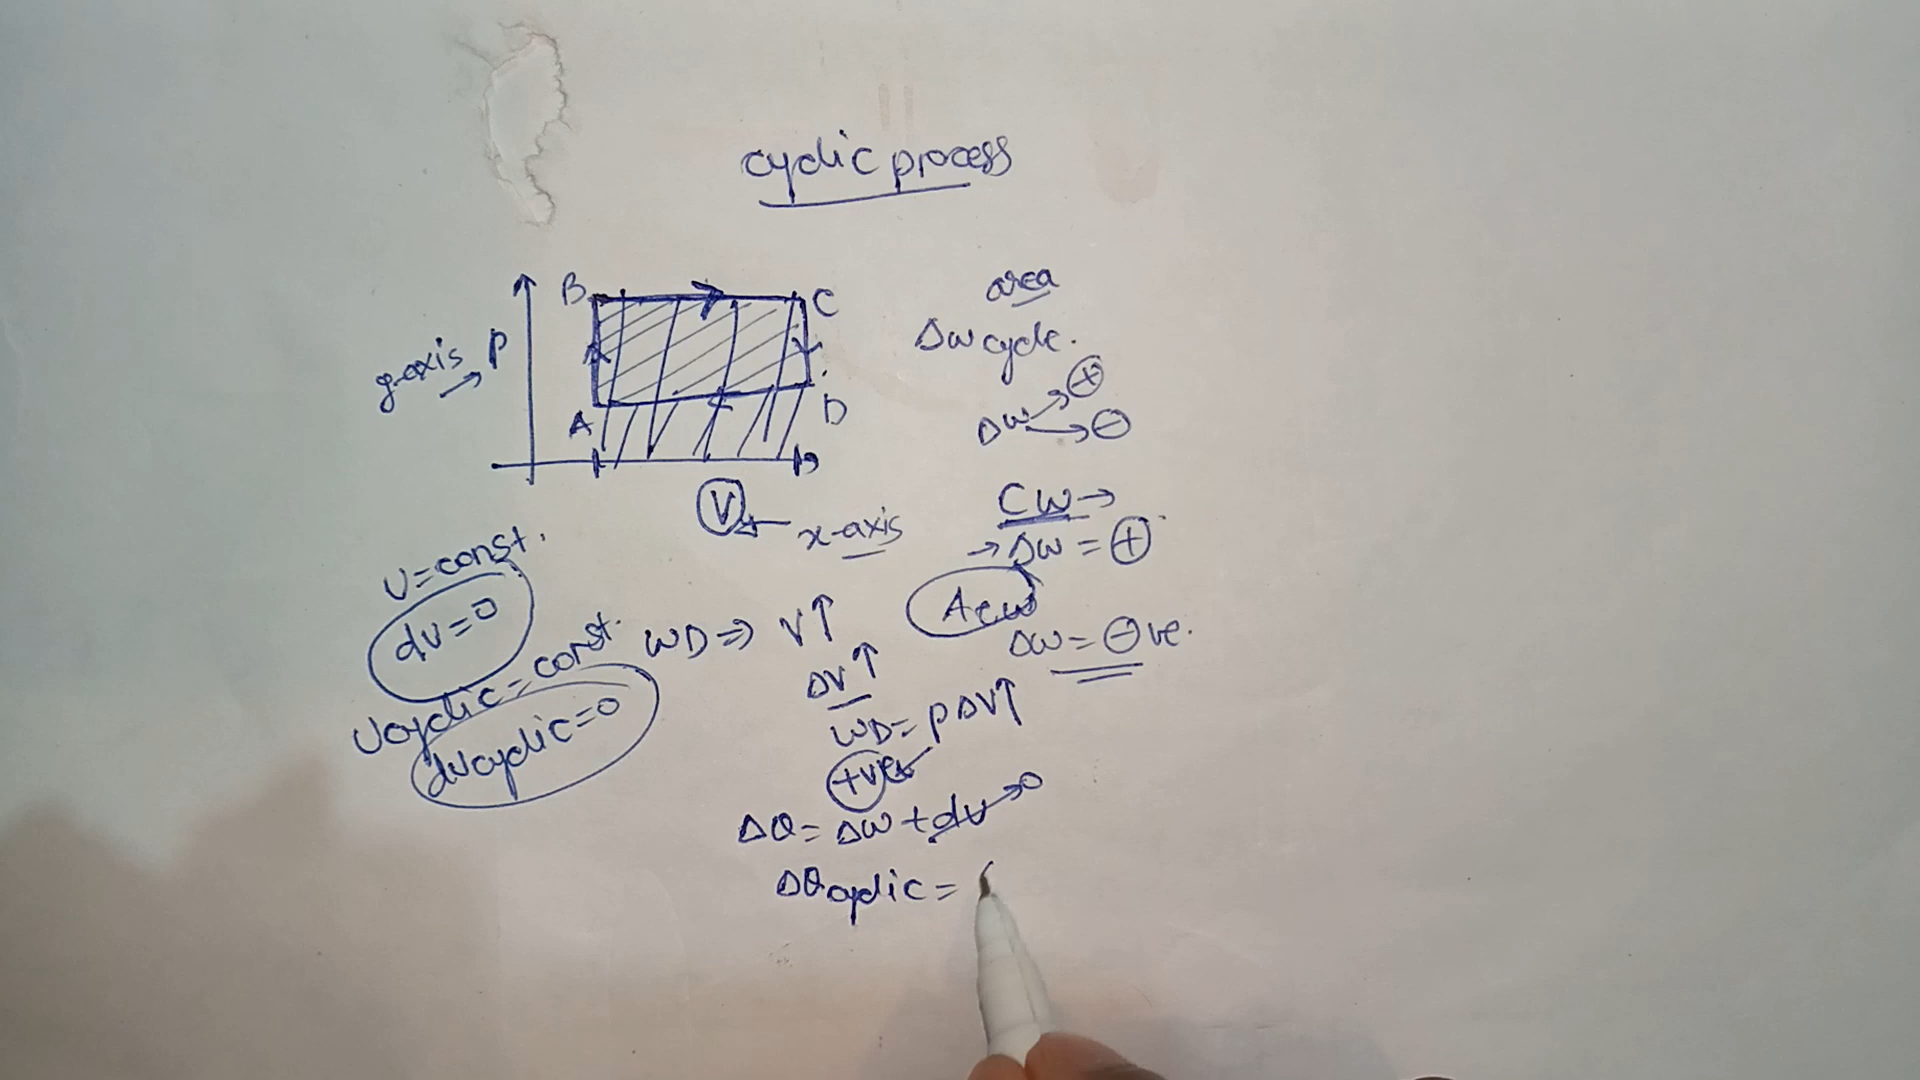 cyclic process
B
C
y-axis → P
A
D
V ← x-axis
area
ΔW cycle.
ΔW → +
→ -
CW →
→ ΔW = +
ACW
ΔW = - ve.
U = const.
dU = 0
Ucyclic = const.
dUcyclic = 0
WD ⇒ V↑
ΔV↑
WD = PΔV↑
+ve
ΔQ = ΔW + dU → 0
ΔQcyclic =